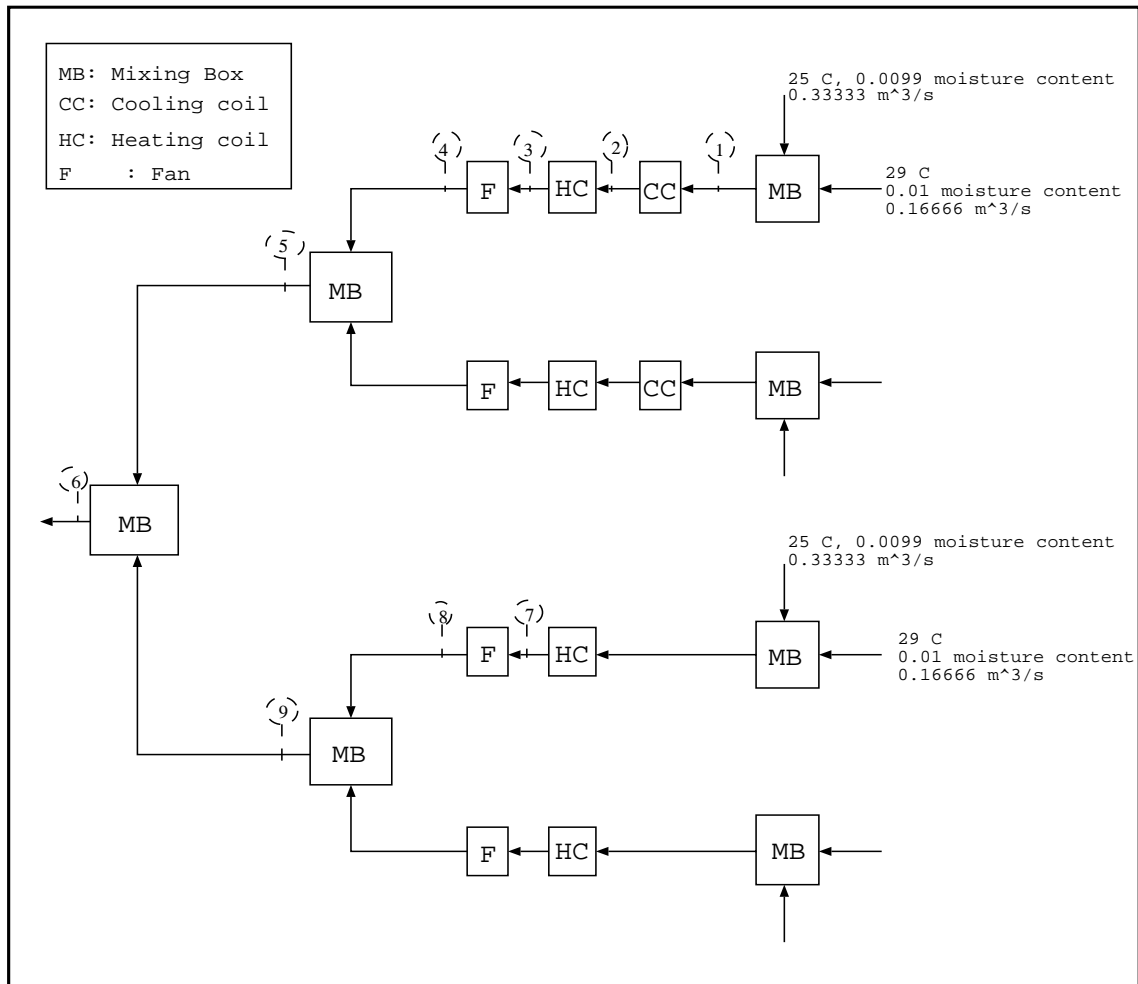 MB: Mixing Box
CC: Cooling coil
HC: Heating coil
F : Fan
25 C, 0.0099 moisture content
0.33333 m^3/s
29 C
0.01 moisture content
0.16666 m^3/s
4
3
2
1
F
HC
CC
MB
5
MB
F
HC
CC
MB
6
MB
25 C, 0.0099 moisture content
0.33333 m^3/s
29 C
0.01 moisture content
0.16666 m^3/s
8
7
F
HC
MB
9
MB
F
HC
MB